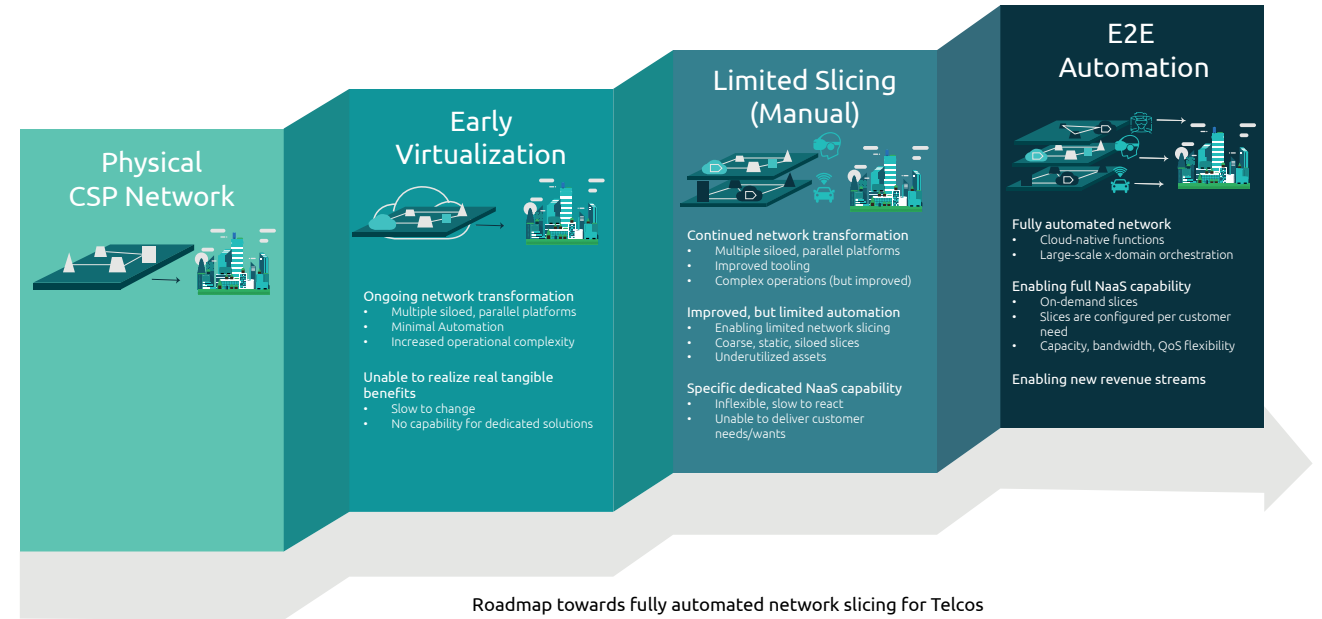 Physical
CSP Network
Early
Virtualization
Ongoing network transformation
• Multiple siloed, parallel platforms
• Minimal Automation
• Increased operational complexity
Unable to realize real tangible
benefits
• Slow to change
• No capability for dedicated solutions
Limited Slicing
(Manual)
Continued network transformation
• Multiple siloed, parallel platforms
• Improved tooling
• Complex operations (but improved)
Improved, but limited automation
• Enabling limited network slicing
• Coarse, static, siloed slices
• Underutilized assets
Specific dedicated NaaS capability
• Inflexible, slow to react
• Unable to deliver customer
needs/wants
E2E
Automation
Fully automated network
• Cloud-native functions
• Large-scale x-domain orchestration
Enabling full NaaS capability
• On-demand slices
• Slices are configured per customer
need
• Capacity, bandwidth, QoS flexibility
Enabling new revenue streams
Roadmap towards fully automated network slicing for Telcos